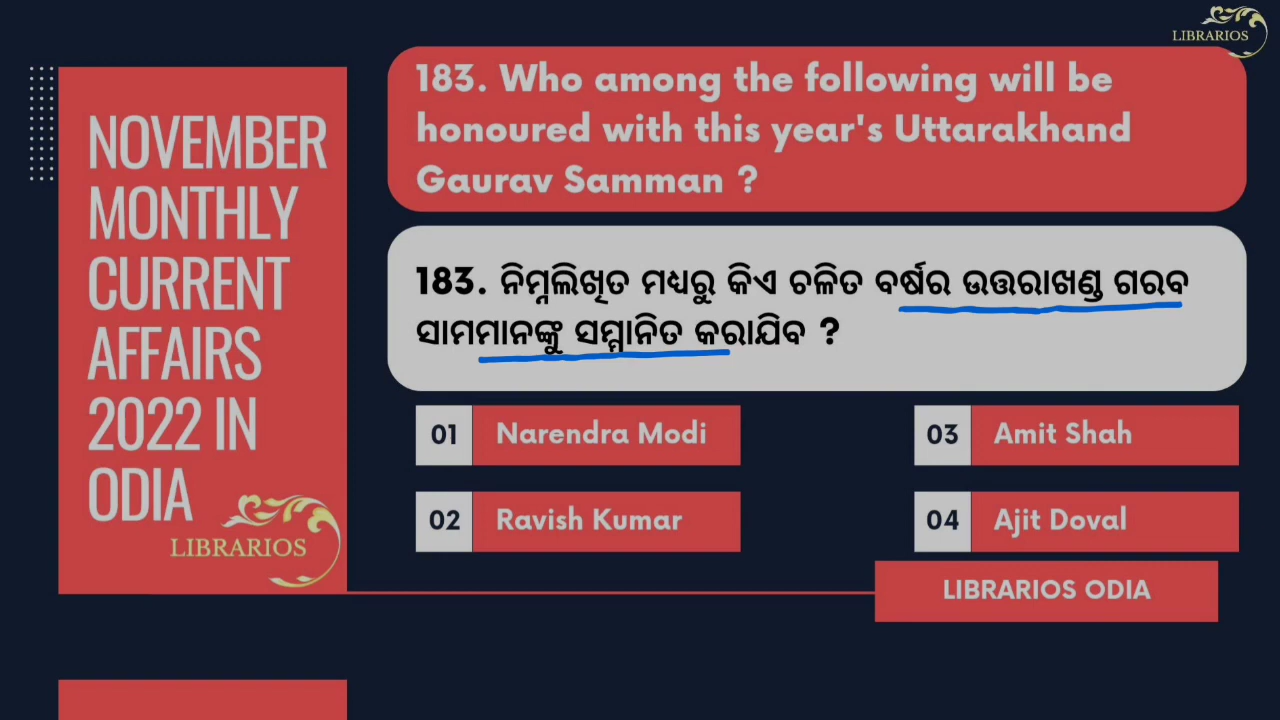 LIBRARIOS
NOVEMBER
MONTHLY
CURRENT
AFFAIRS
2022 IN
ODIA
LIBRARIOS
183. Who among the following will be
honoured with this year's Uttarakhand
Gaurav Samman ?
183. ନିମ୍ନଲିଖିତ ମଧ୍ୟରୁ କିଏ ଚଳିତ ବର୍ଷର ଉତ୍ତରାଖଣ୍ଡ ଗରବ
ସାମମାନଙ୍କୁ ସମ୍ମାନିତ କରାଯିବ ?
01 Narendra Modi
03 Amit Shah
02 Ravish Kumar
04 Ajit Doval
LIBRARIOS ODIA